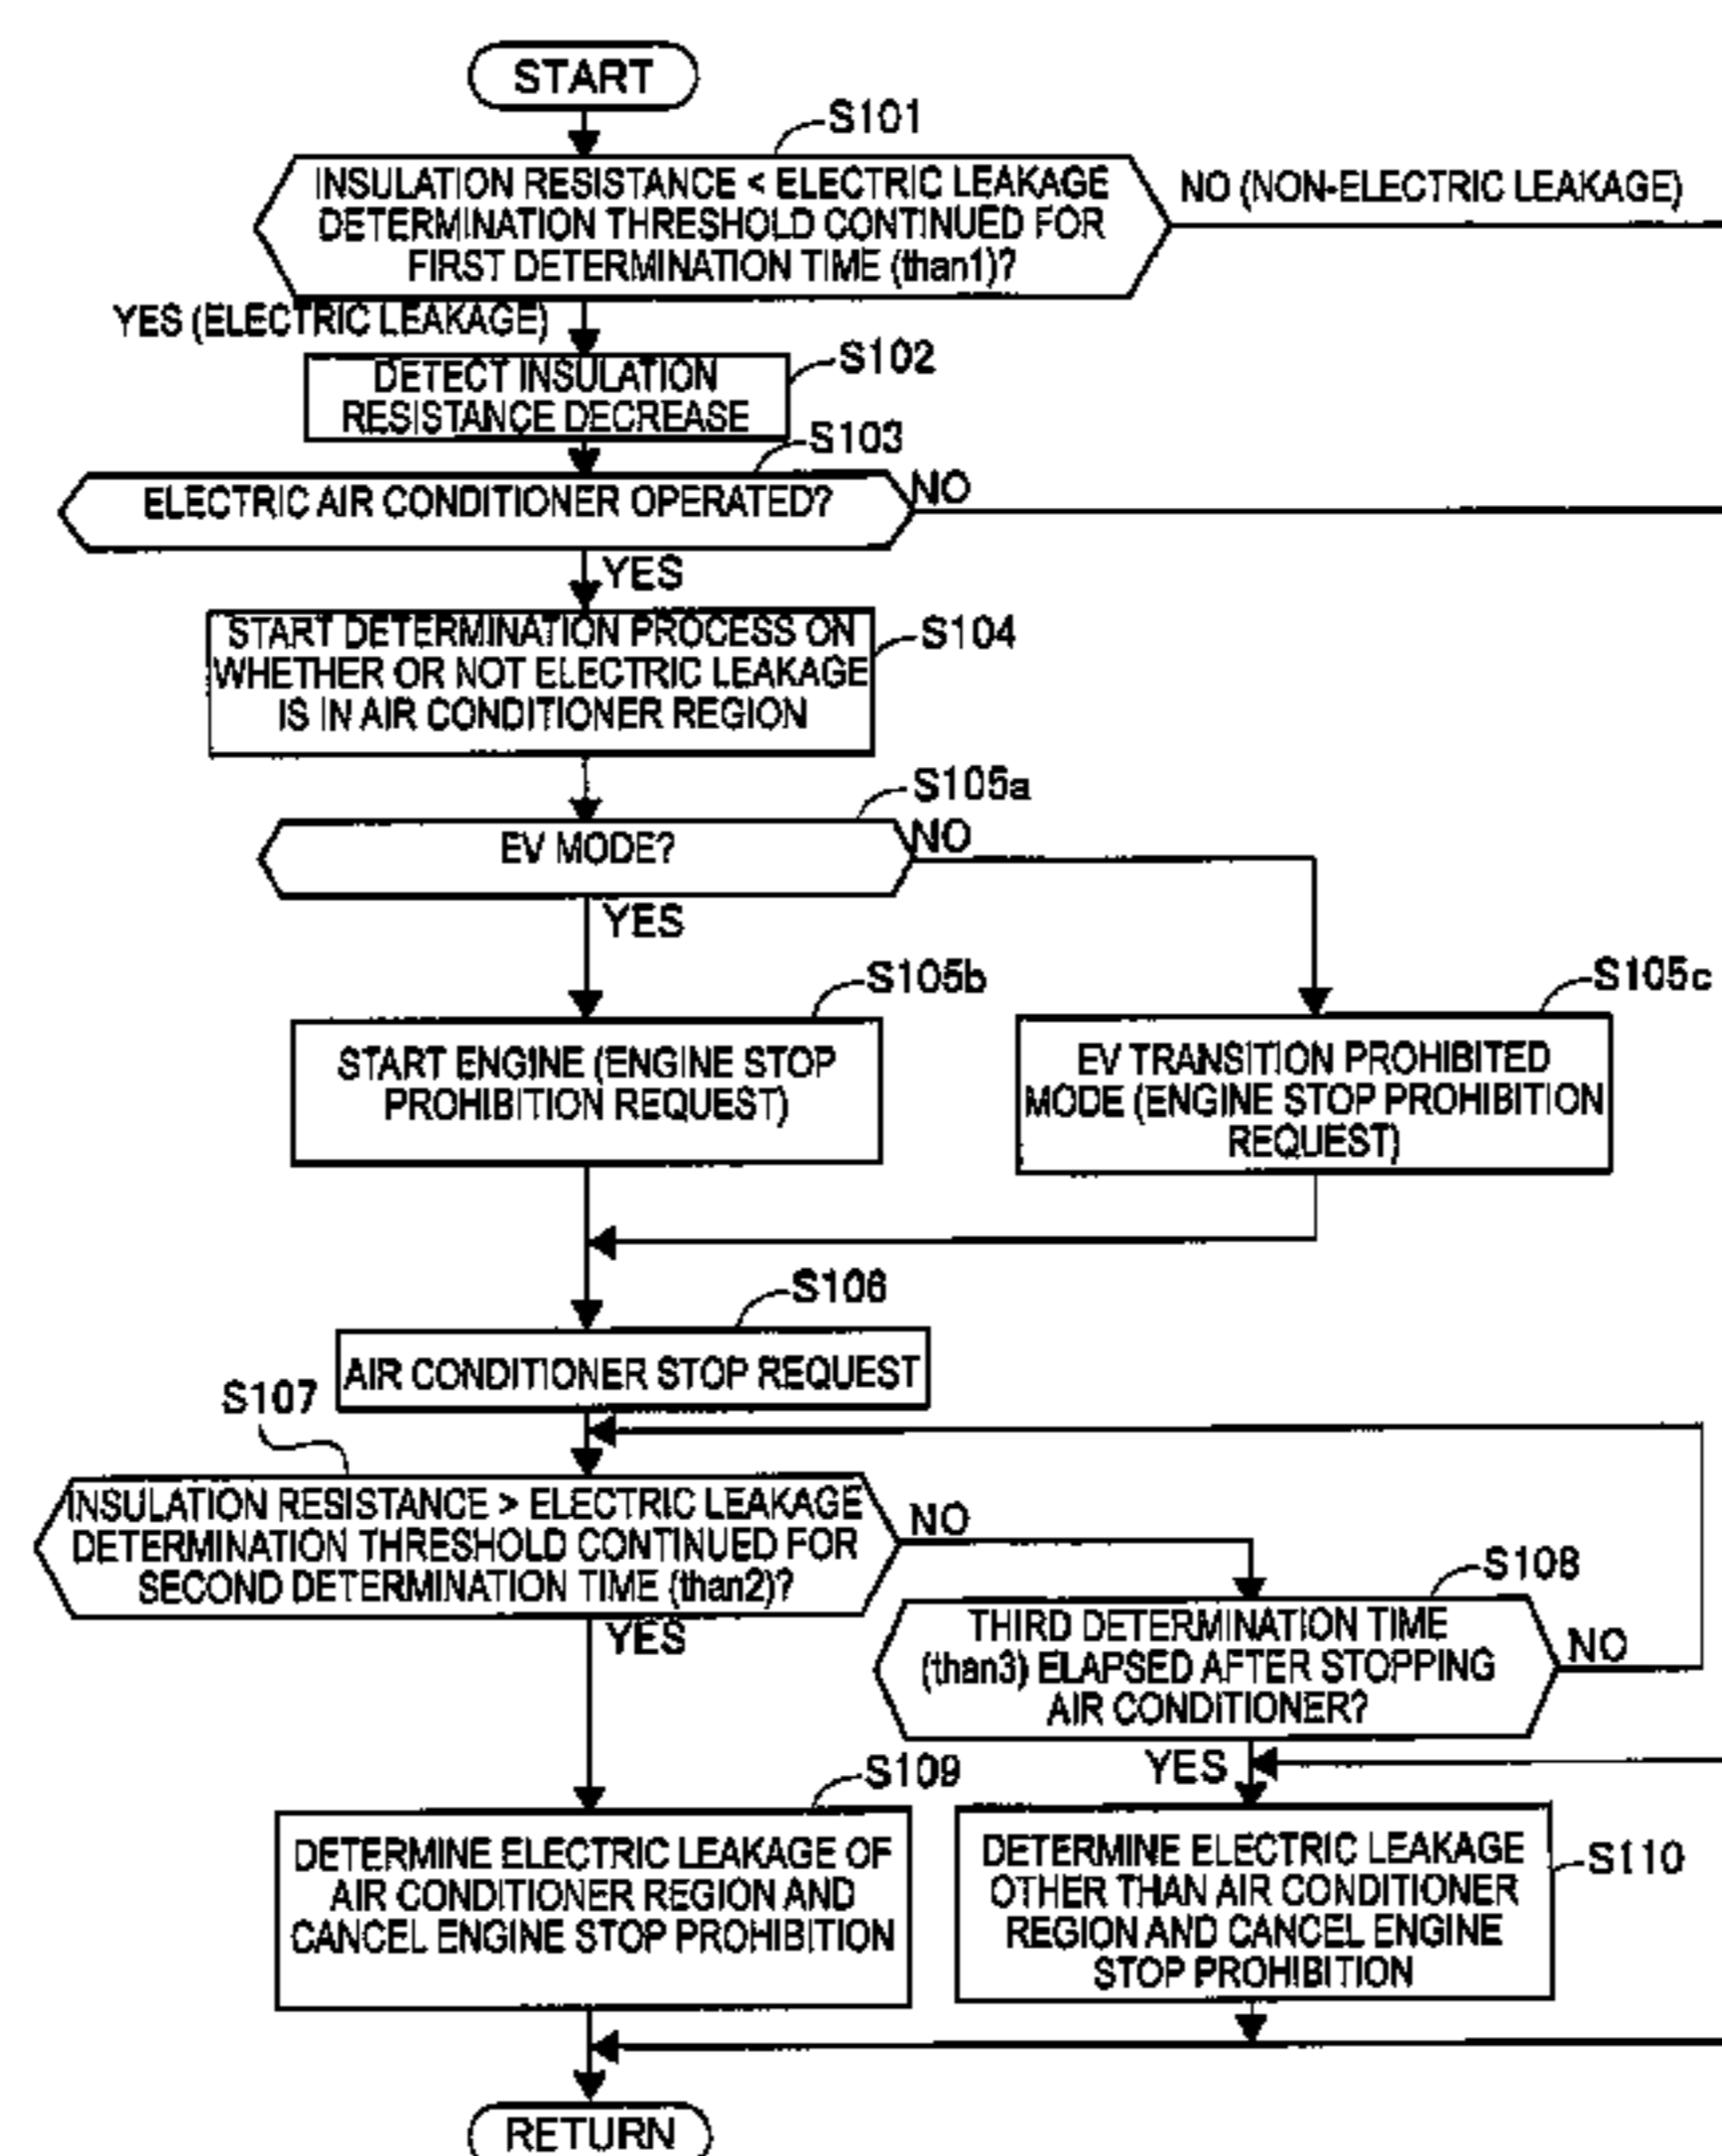 START
S101
INSULATION RESISTANCE < ELECTRIC LEAKAGE
DETERMINATION THRESHOLD CONTINUED FOR
FIRST DETERMINATION TIME (than1)?
NO (NON-ELECTRIC LEAKAGE)
YES (ELECTRIC LEAKAGE)
S102
DETECT INSULATION
RESISTANCE DECREASE
S103
ELECTRIC AIR CONDITIONER OPERATED?
NO
YES
START DETERMINATION PROCESS ON
WHETHER OR NOT ELECTRIC LEAKAGE
IS IN AIR CONDITIONER REGION
S104
S105a
EV MODE?
NO
YES
S105b
START ENGINE (ENGINE STOP
PROHIBITION REQUEST)
S105c
EV TRANSITION PROHIBITED
MODE (ENGINE STOP PROHIBITION
REQUEST)
S106
AIR CONDITIONER STOP REQUEST
S107
INSULATION RESISTANCE > ELECTRIC LEAKAGE
DETERMINATION THRESHOLD CONTINUED FOR
SECOND DETERMINATION TIME (than2)?
NO
YES
S108
THIRD DETERMINATION TIME
(than3) ELAPSED AFTER STOPPING
AIR CONDITIONER?
NO
YES
S109
DETERMINE ELECTRIC LEAKAGE OF
AIR CONDITIONER REGION AND
CANCEL ENGINE STOP PROHIBITION
DETERMINE ELECTRIC LEAKAGE
OTHER THAN AIR CONDITIONER
REGION AND CANCEL ENGINE
STOP PROHIBITION
S110
RETURN